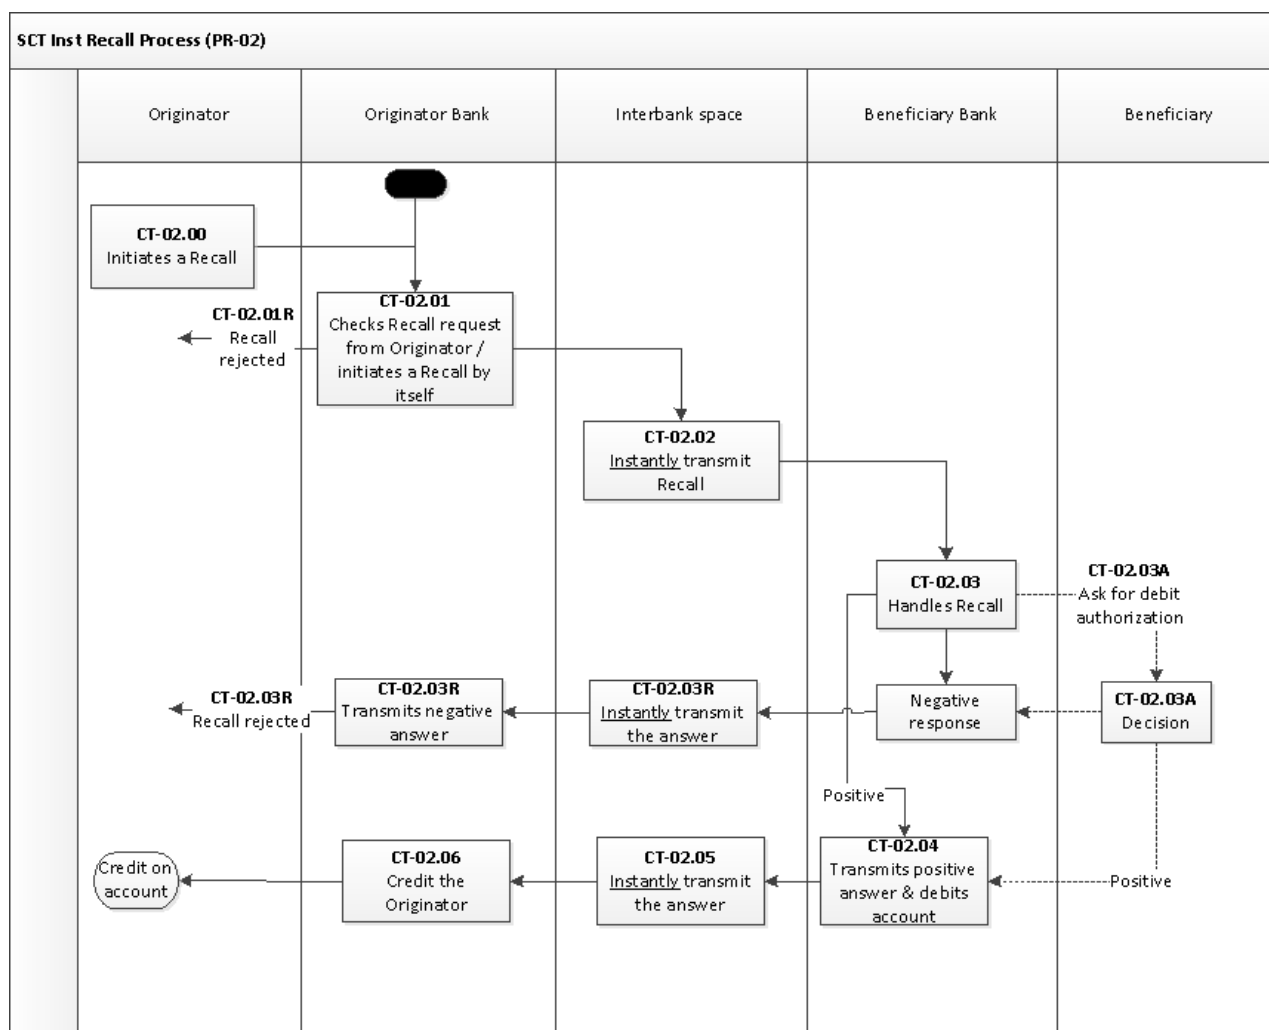 SCT Inst Recall Process (PR-02)
Originator
Originator Bank
Interbank space
Beneficiary Bank
Beneficiary
CT-02.00
Initiates a Recall
CT-02.01R
Recall
rejected
CT-02.01
Checks Recall request
from Originator /
initiates a Recall by
itself
CT-02.02
Instantly transmit
Recall
CT-02.03
Handles Recall
CT-02.03A
Ask for debit
authorization
CT-02.03R
Recall rejected
CT-02.03R
Transmits negative
answer
CT-02.03R
Instantly transmit
the answer
Negative
response
CT-02.03A
Decision
Positive
Credit on
account
CT-02.06
Credit the
Originator
CT-02.05
Instantly transmit
the answer
CT-02.04
Transmits positive
answer & debits
account
Positive